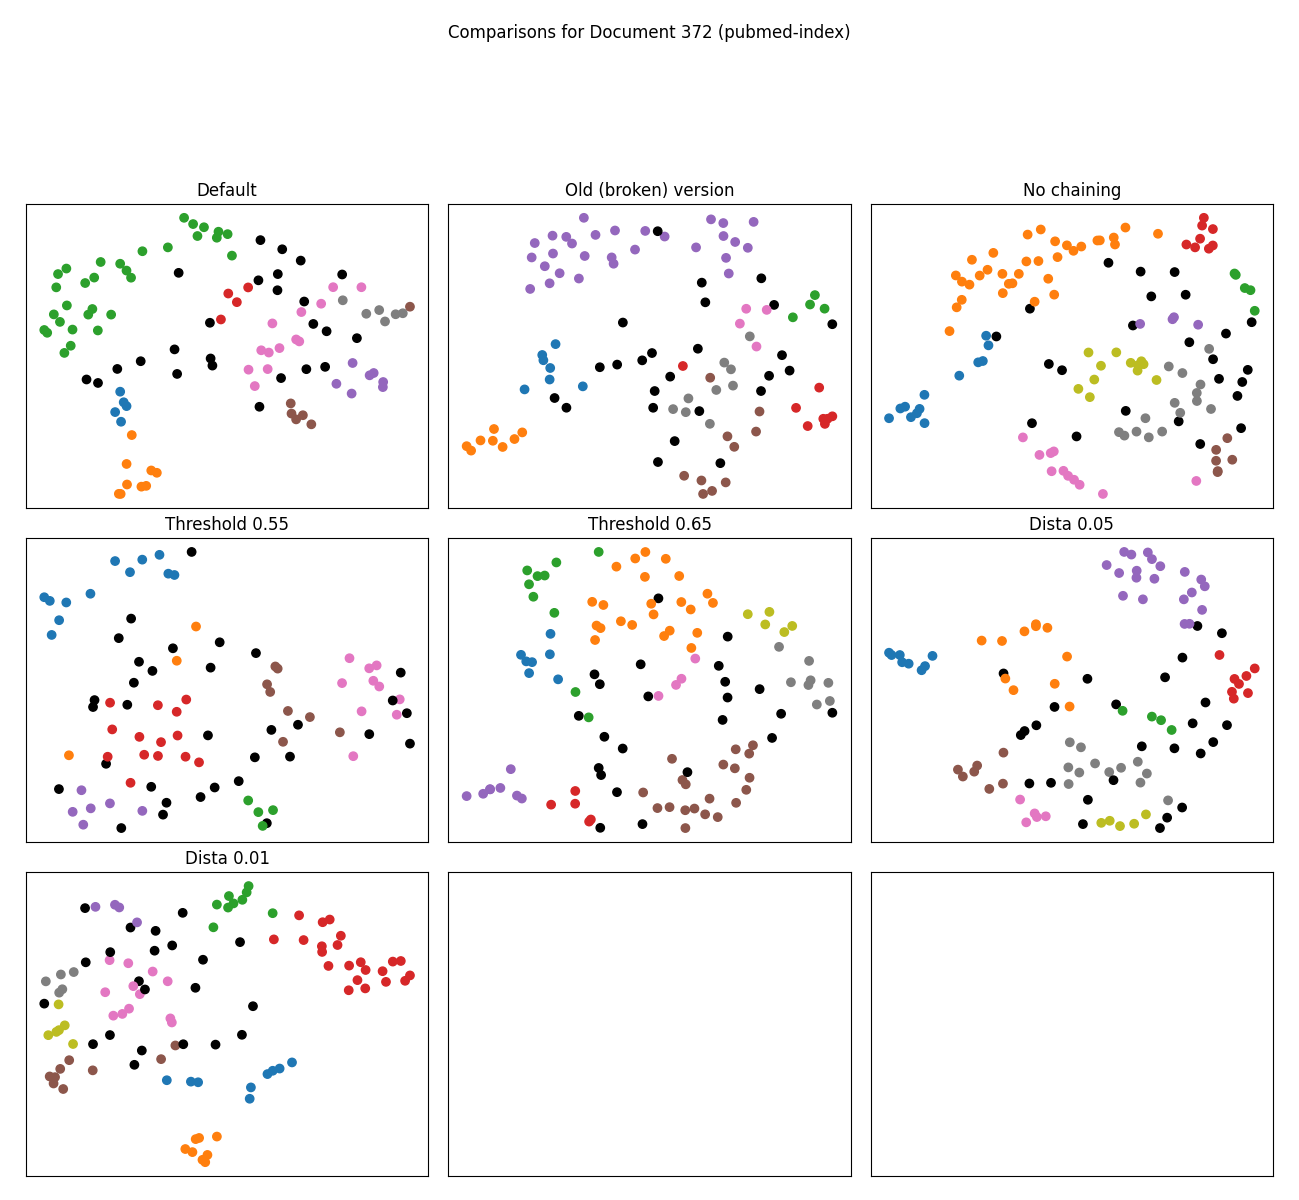 Comparisons for Document 372 (pubmed-index)
Default
Old (broken) version
No chaining
Threshold 0.55
Threshold 0.65
Dista 0.05
Dista 0.01